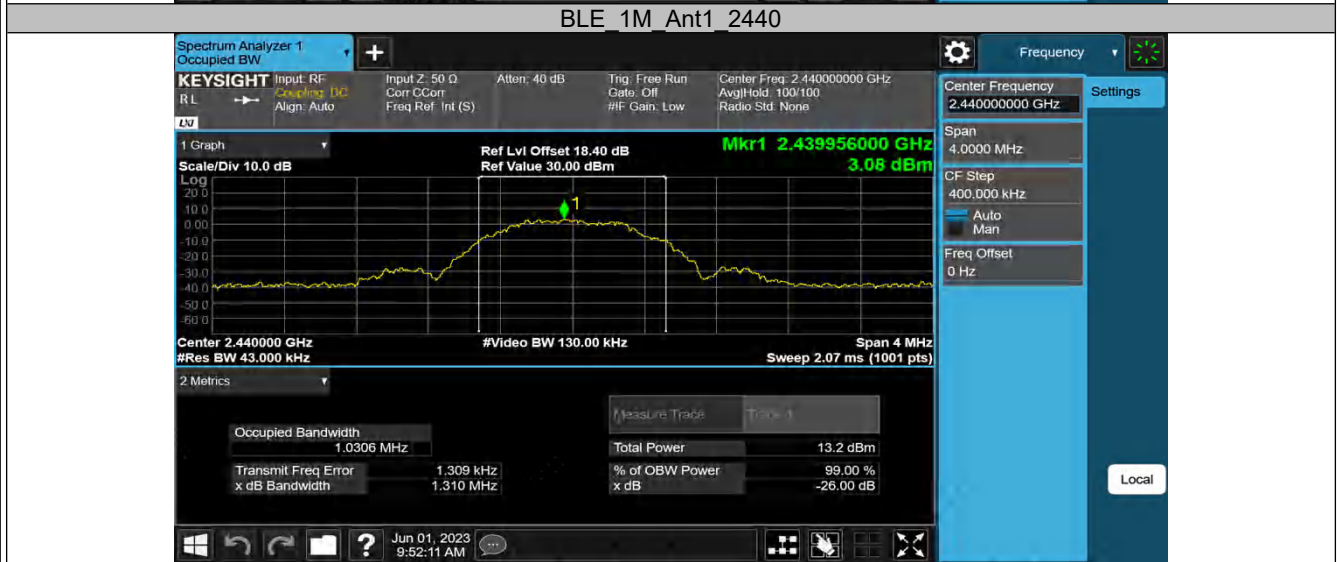 BLE_1M_Ant1_2440
Spectrum Analyzer 1
Occupied BW
+
Frequency
KEYSIGHT
RL
LXI
Input: RF
Coupling: DC
Align: Auto
Input Z: 50 Ω
Corr CCorr
Freq Ref: Int (S)
Atten: 40 dB
Trig: Free Run
Gate: Off
#IF Gain: Low
Center Freq: 2.440000000 GHz
Avg|Hold: 100/100
Radio Std: None
Center Frequency
2.440000000 GHz
Settings
Span
4.0000 MHz
CF Step
400.000 kHz
Auto
Man
Freq Offset
0 Hz
Local
1 Graph
Scale/Div 10.0 dB
Ref Lvl Offset 18.40 dB
Ref Value 30.00 dBm
Mkr1 2.439956000 GHz
3.08 dBm
Log
20.0
10.0
0.00
-10.0
-20.0
-30.0
-40.0
-50.0
-60.0
1
Center 2.440000 GHz
#Video BW 130.00 kHz
Span 4 MHz
#Res BW 43.000 kHz
Sweep 2.07 ms (1001 pts)
2 Metrics
Measure Trace
Trace 1
Occupied Bandwidth
1.0306 MHz
Total Power
13.2 dBm
Transmit Freq Error
1.309 kHz
% of OBW Power
99.00 %
x dB Bandwidth
1.310 MHz
x dB
-26.00 dB
?
Jun 01, 2023
9:52:11 AM